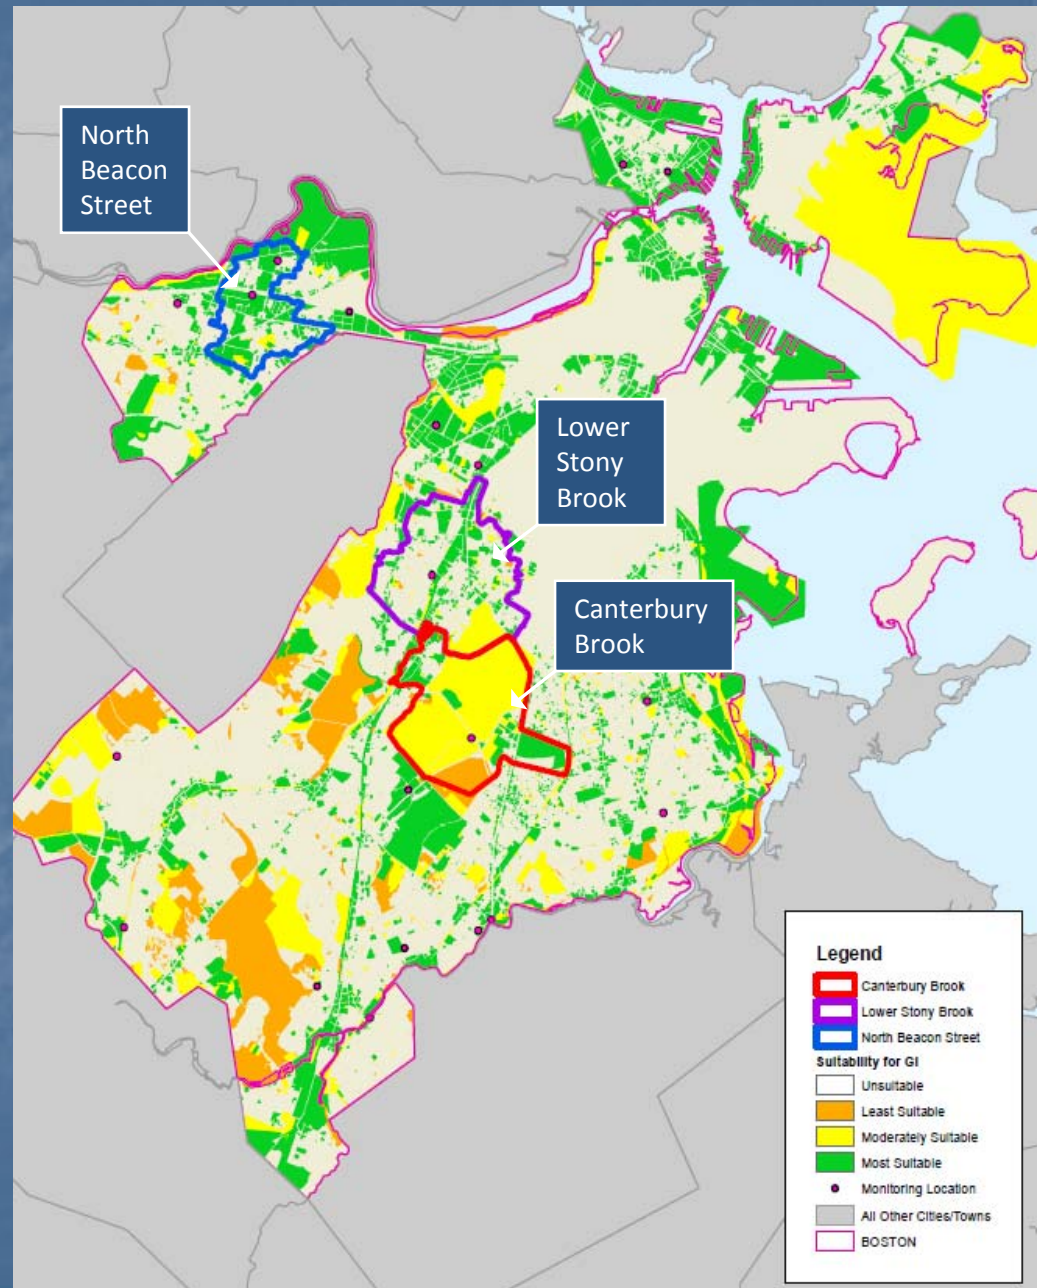 North
Beacon
Street
Lower
Stony
Brook
Canterbury
Brook
Legend
Canterbury Brook
Lower Stony Brook
North Beacon Street
Suitability for GI
Unsuitable
Least Suitable
Moderately Suitable
Most Suitable
Monitoring Location
All Other Cities/Towns
BOSTON